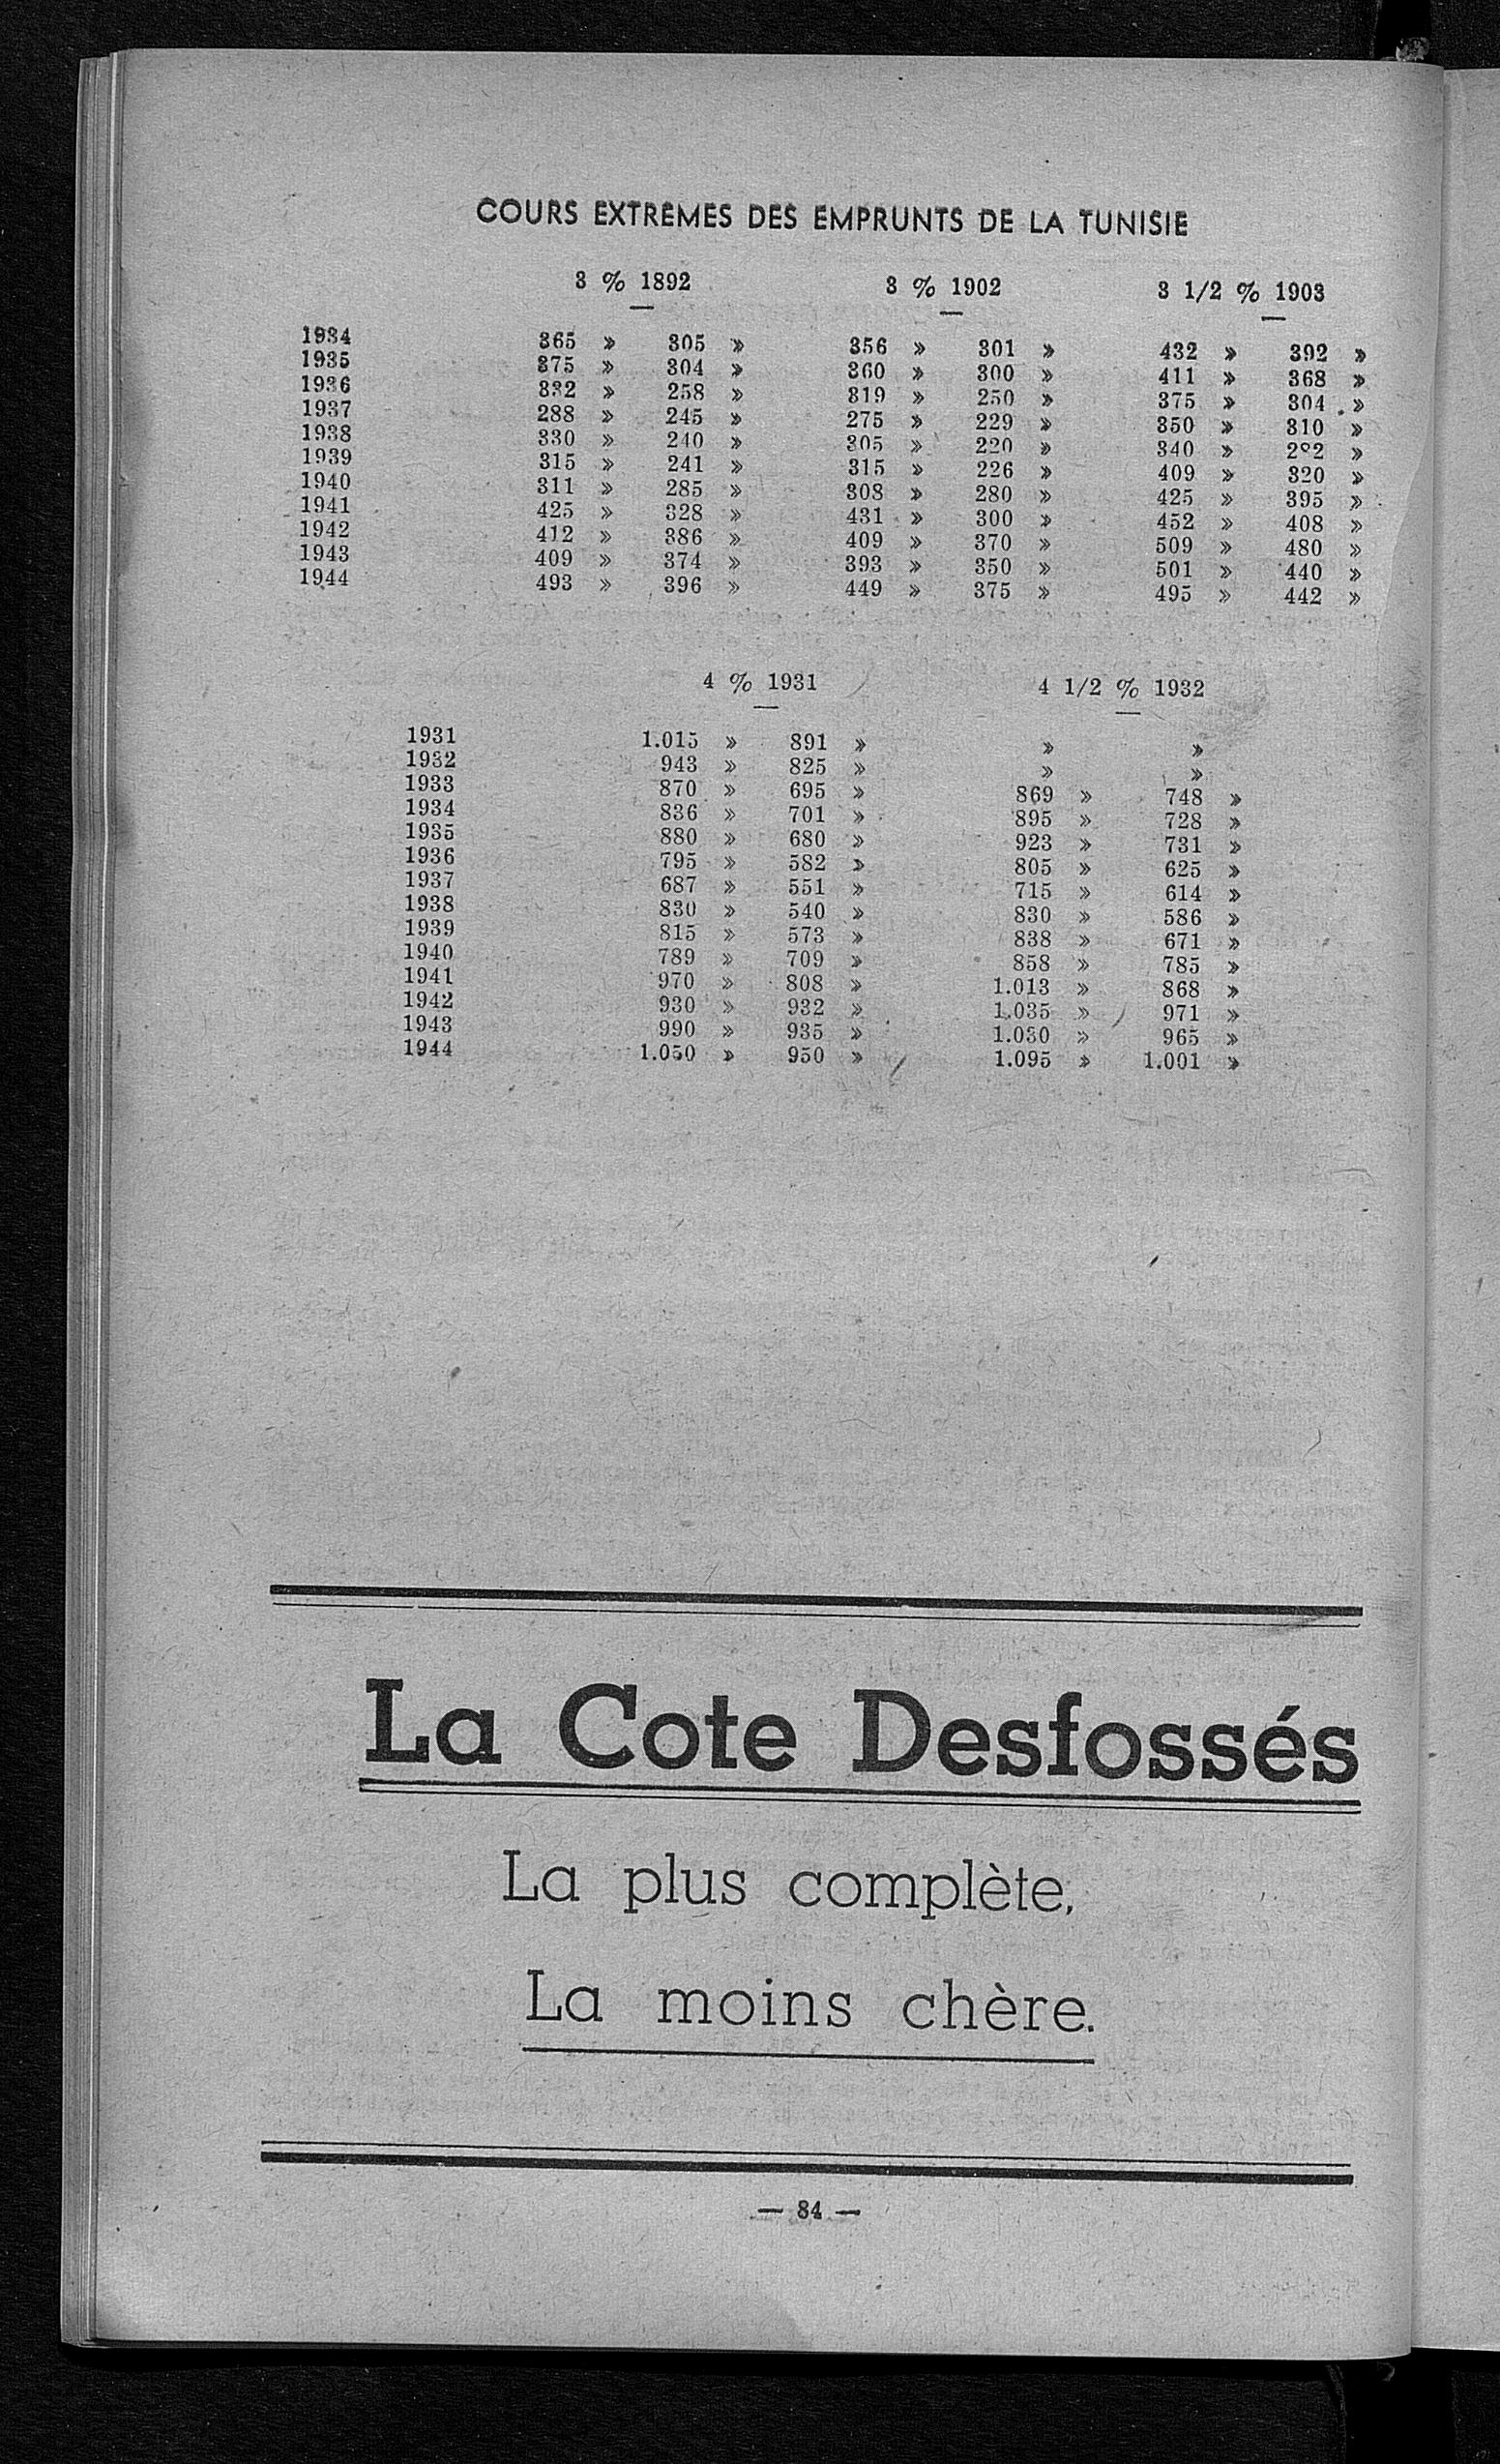 COURS EXTREMES DES EMPRUNTS DE LA TUNISIE
3 % 1892 3 % 1902 3 1/2 % 1903
1934 365 » 305 » 356 » 301 » 432 » 392 »
1935 375 » 304 » 360 » 300 » 411 » 368 »
1936 332 » 258 » 319 » 250 » 375 » 304 »
1937 288 » 245 » 275 » 229 » 350 » 310 »
1938 330 » 240 » 305 » 220 » 340 » 282 »
1939 315 » 241 » 315 » 226 » 409 » 320 »
1940 311 » 285 » 308 » 280 » 425 » 395 »
1941 425 » 328 » 431 » 300 » 452 » 408 »
1942 412 » 386 » 409 » 370 » 509 » 480 »
1943 409 » 374 » 393 » 350 » 501 » 440 »
1944 493 » 396 » 449 » 375 » 495 » 442 »
4 % 1931 4 1/2 % 1932
1931 1.015 » 891 » » »
1932 943 » 825 » » »
1933 870 » 695 » 869 » 748 »
1934 836 » 701 » 895 » 728 »
1935 880 » 680 » 923 » 731 »
1936 795 » 582 » 805 » 625 »
1937 687 » 551 » 715 » 614 »
1938 830 » 540 » 830 » 586 »
1939 815 » 573 » 838 » 671 »
1940 789 » 709 » 858 » 785 »
1941 970 » 808 » 1.013 » 868 »
1942 930 » 932 » 1.035 » 971 »
1943 990 » 935 » 1.030 » 965 »
1944 1.050 » 950 » 1.095 » 1.001 »
La Cote Desfossés
La plus complète,
La moins chère.
— 84 —